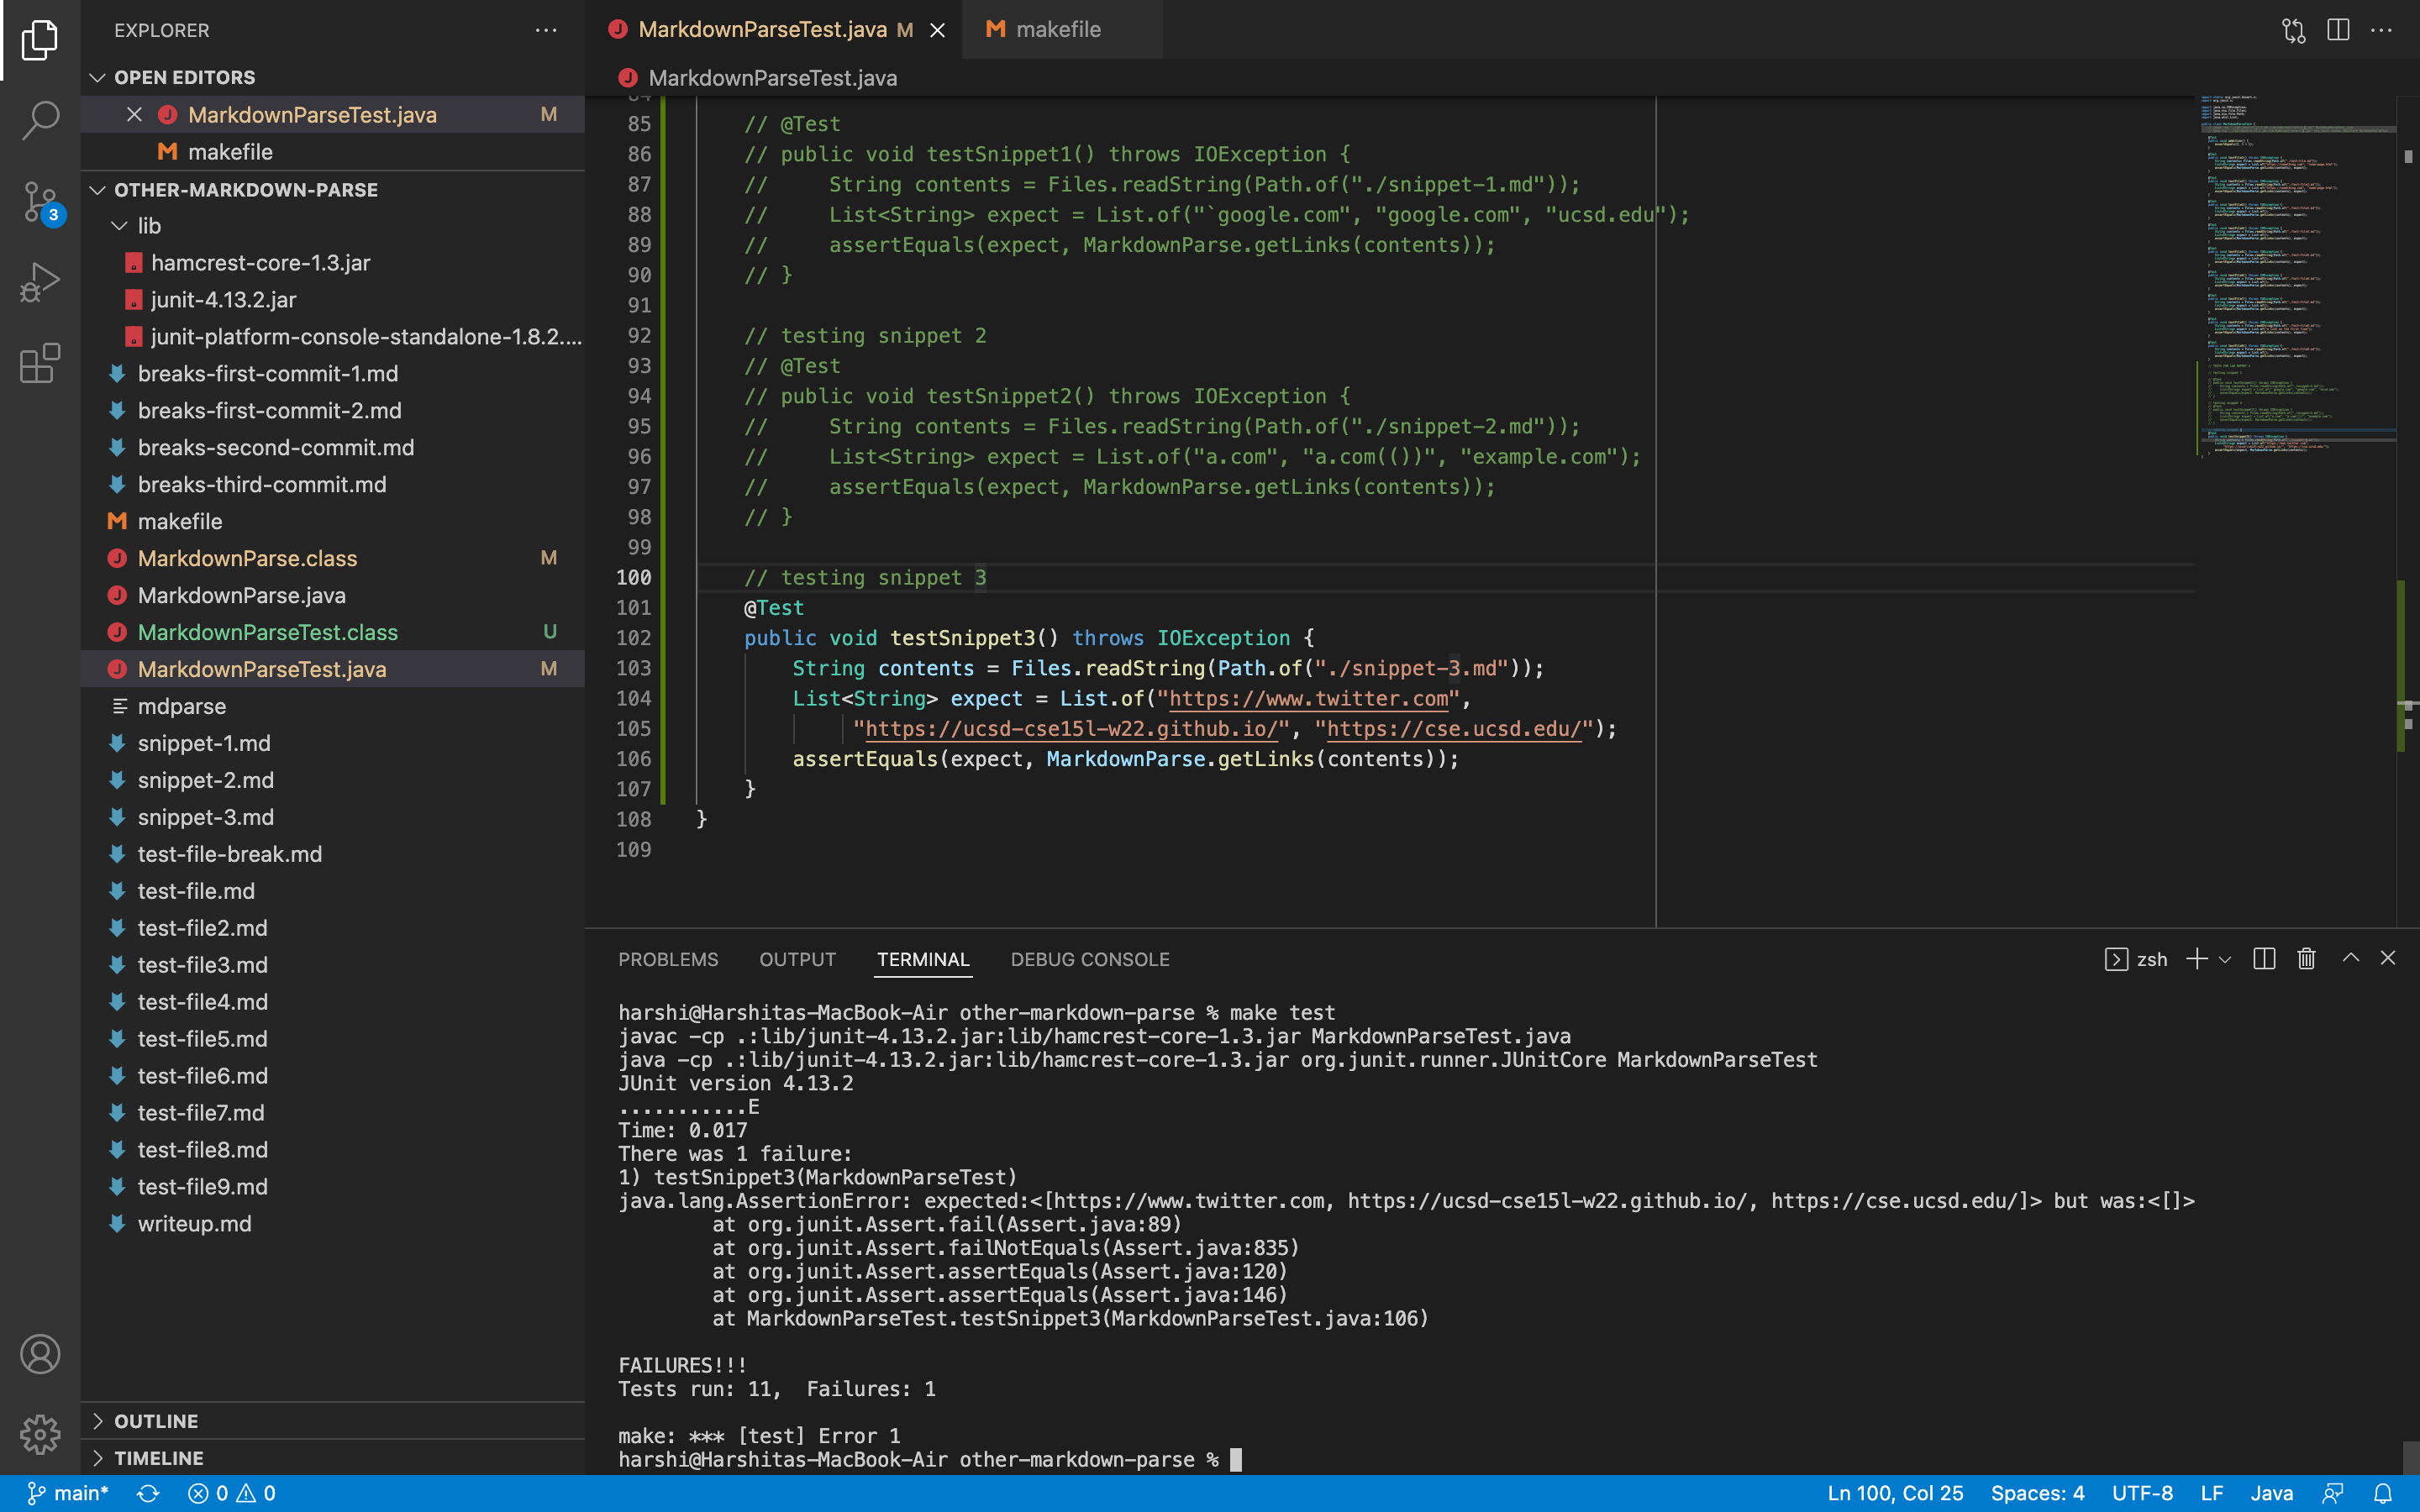 EXPLORER
OPEN EDITORS
MarkdownParseTest.java M
makefile
OTHER-MARKDOWN-PARSE
lib
hamcrest-core-1.3.jar
junit-4.13.2.jar
junit-platform-console-standalone-1.8.2....
breaks-first-commit-1.md
breaks-first-commit-2.md
breaks-second-commit.md
breaks-third-commit.md
makefile
MarkdownParse.class M
MarkdownParse.java
MarkdownParseTest.class U
MarkdownParseTest.java M
mdparse
snippet-1.md
snippet-2.md
snippet-3.md
test-file-break.md
test-file.md
test-file2.md
test-file3.md
test-file4.md
test-file5.md
test-file6.md
test-file7.md
test-file8.md
test-file9.md
writeup.md
OUTLINE
TIMELINE
3
MarkdownParseTest.java M
makefile
MarkdownParseTest.java
84
85 // @Test
86 // public void testSnippet1() throws IOException {
87 //     String contents = Files.readString(Path.of("./snippet-1.md"));
88 //     List<String> expect = List.of("`google.com", "google.com", "ucsd.edu");
89 //     assertEquals(expect, MarkdownParse.getLinks(contents));
90 // }
91
92 // testing snippet 2
93 // @Test
94 // public void testSnippet2() throws IOException {
95 //     String contents = Files.readString(Path.of("./snippet-2.md"));
96 //     List<String> expect = List.of("a.com", "a.com(())", "example.com");
97 //     assertEquals(expect, MarkdownParse.getLinks(contents));
98 // }
99
100 // testing snippet 3
101 @Test
102 public void testSnippet3() throws IOException {
103     String contents = Files.readString(Path.of("./snippet-3.md"));
104     List<String> expect = List.of("https://www.twitter.com",
105         "https://ucsd-cse15l-w22.github.io/", "https://cse.ucsd.edu/");
106     assertEquals(expect, MarkdownParse.getLinks(contents));
107 }
108 }
109
PROBLEMS OUTPUT TERMINAL DEBUG CONSOLE
zsh
harshi@Harshitas-MacBook-Air other-markdown-parse % make test
javac -cp .:lib/junit-4.13.2.jar:lib/hamcrest-core-1.3.jar MarkdownParseTest.java
java -cp .:lib/junit-4.13.2.jar:lib/hamcrest-core-1.3.jar org.junit.runner.JUnitCore MarkdownParseTest
JUnit version 4.13.2
...........E
Time: 0.017
There was 1 failure:
1) testSnippet3(MarkdownParseTest)
java.lang.AssertionError: expected:<[https://www.twitter.com, https://ucsd-cse15l-w22.github.io/, https://cse.ucsd.edu/]> but was:<[]>
at org.junit.Assert.fail(Assert.java:89)
at org.junit.Assert.failNotEquals(Assert.java:835)
at org.junit.Assert.assertEquals(Assert.java:120)
at org.junit.Assert.assertEquals(Assert.java:146)
at MarkdownParseTest.testSnippet3(MarkdownParseTest.java:106)
FAILURES!!!
Tests run: 11,  Failures: 1
make: *** [test] Error 1
harshi@Harshitas-MacBook-Air other-markdown-parse %
main* 0 0
Ln 100, Col 25 Spaces: 4 UTF-8 LF Java